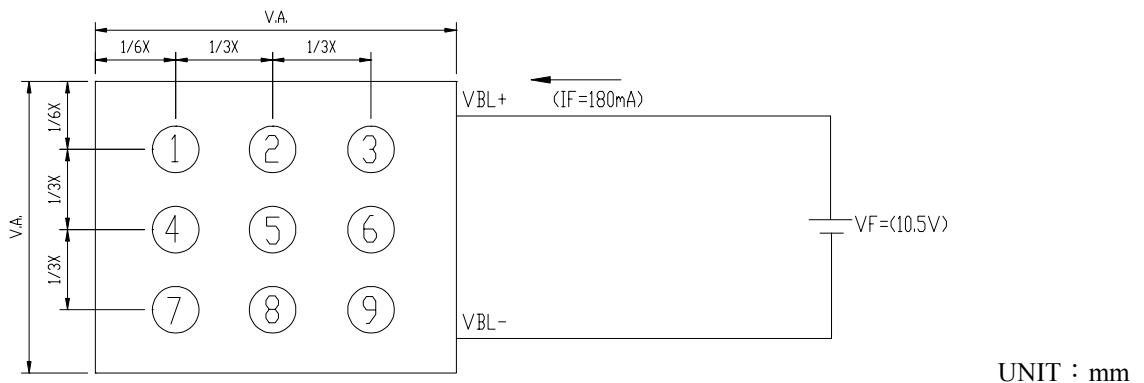 V.A.
1/6X 1/3X 1/3X
VBL+ (IF=180mA)
1/6X
1 2 3
1/3X
V.A.
4 5 6
VF=(10.5V)
1/3X
7 8 9
VBL-
UNIT：mm